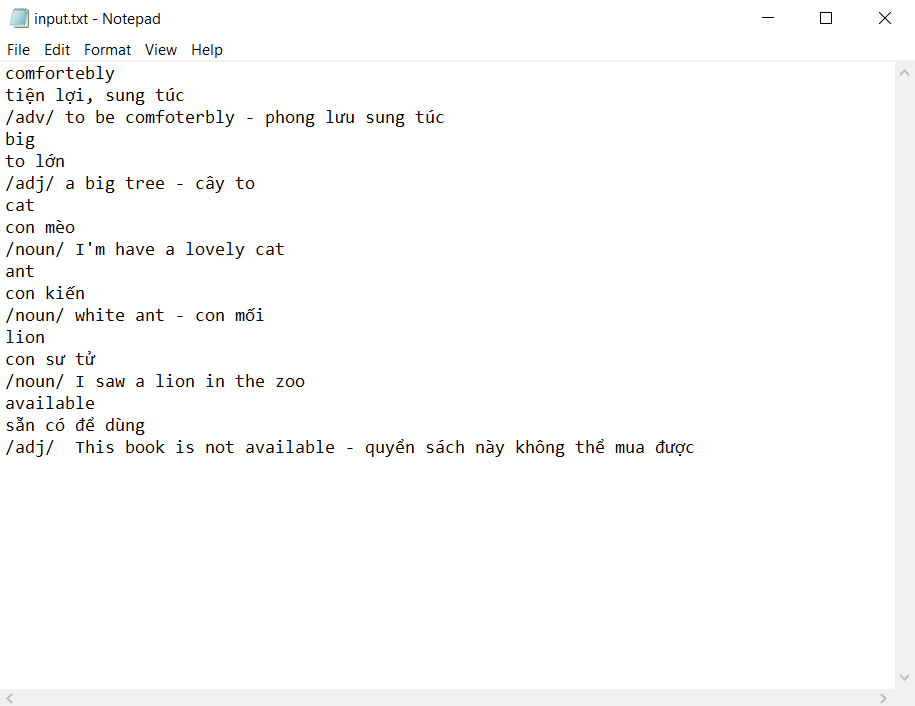 input.txt - Notepad
File Edit Format View Help
comfortebly
tiện lợi, sung túc
/adv/ to be comfoterbly - phong lưu sung túc
big
to lớn
/adj/ a big tree - cây to
cat
con mèo
/noun/ I'm have a lovely cat
ant
con kiến
/noun/ white ant - con mối
lion
con sư tử
/noun/ I saw a lion in the zoo
available
sẵn có để dùng
/adj/  This book is not available - quyển sách này không thể mua được